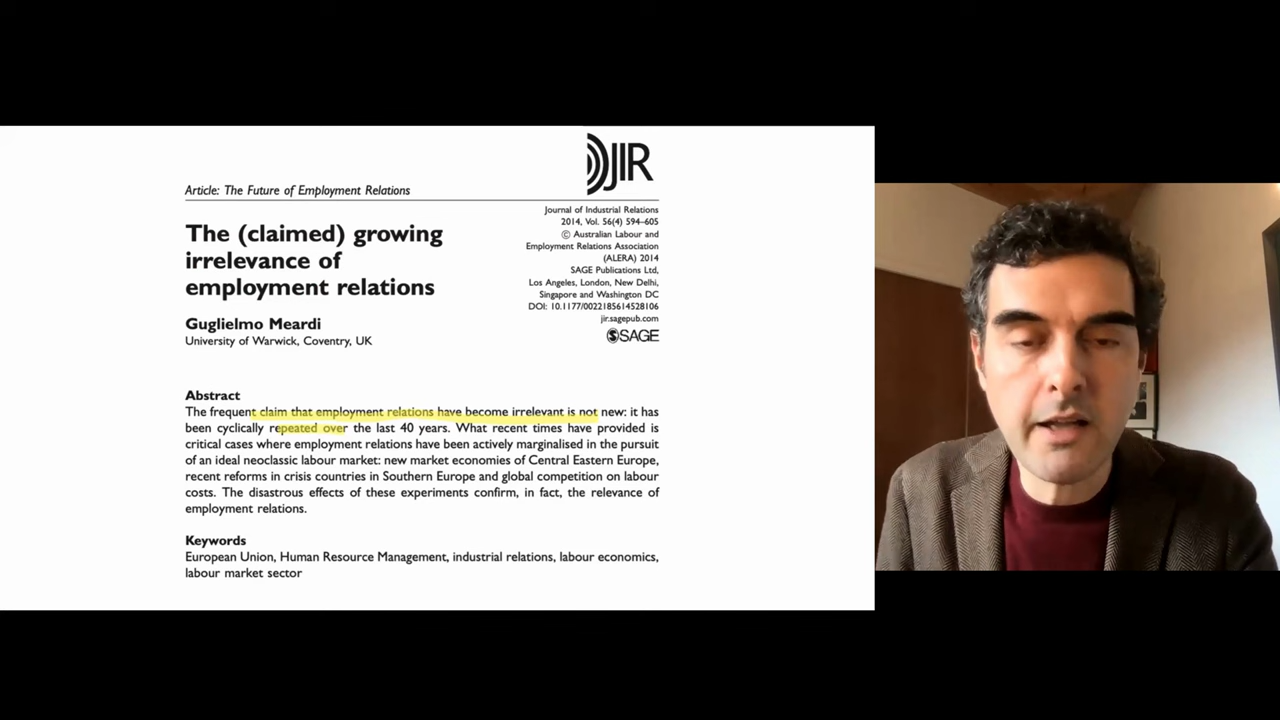 JIR
Article: The Future of Employment Relations
The (claimed) growing
irrelevance of
employment relations
Guglielmo Meardi
University of Warwick, Coventry, UK
Journal of Industrial Relations
2014, Vol. 56(4) 594–605
© Australian Labour and
Employment Relations Association
(ALERA) 2014
SAGE Publications Ltd,
Los Angeles, London, New Delhi,
Singapore and Washington DC
DOI: 10.1177/0022185614528106
jir.sagepub.com
SAGE
Abstract
The frequent claim that employment relations have become irrelevant is not new: it has
been cyclically repeated over the last 40 years. What recent times have provided is
critical cases where employment relations have been actively marginalised in the pursuit
of an ideal neoclassic labour market: new market economies of Central Eastern Europe,
recent reforms in crisis countries in Southern Europe and global competition on labour
costs. The disastrous effects of these experiments confirm, in fact, the relevance of
employment relations.
Keywords
European Union, Human Resource Management, industrial relations, labour economics,
labour market sector